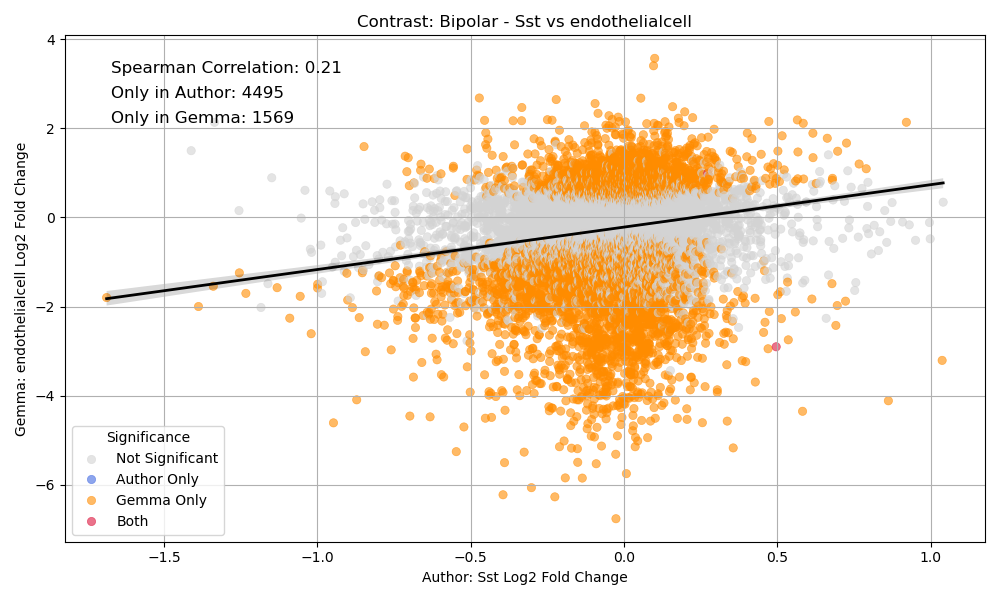 Contrast: Bipolar - Sst vs endothelialcell
Spearman Correlation: 0.21
Only in Author: 4495
Only in Gemma: 1569
Gemma: endothelialcell Log2 Fold Change
4
2
0
−2
−4
−6
Significance
Not Significant
Author Only
Gemma Only
Both
−1.5
−1.0
−0.5
0.0
0.5
1.0
Author: Sst Log2 Fold Change